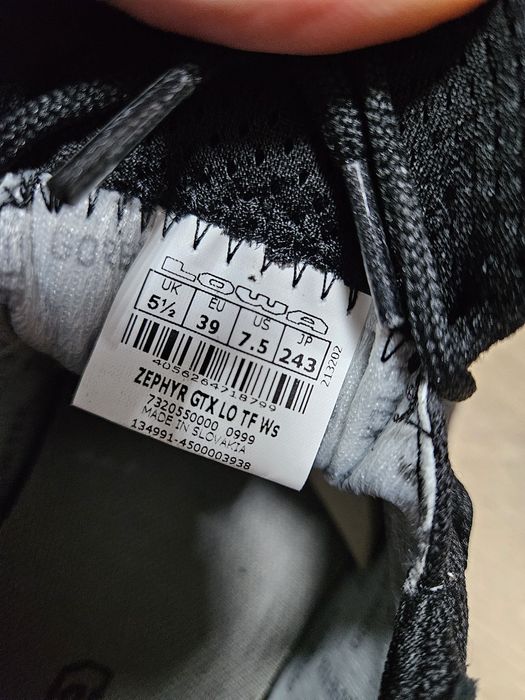 LOWA
UK EU US JP
5½ 39 7.5 243
213202
4056264218799
ZEPHYR GTX LO TF Ws
7320550000 0999
MADE IN SLOVAKIA
134991-4500003938